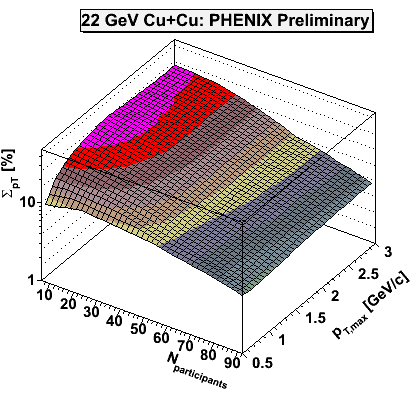 22 GeV Cu+Cu: PHENIX Preliminary
Σ_pT [%]
10
1
10 20 30 40 50 60 70 80 90
N_participants
0.5 1 1.5 2 2.5 3
p_T,max [GeV/c]